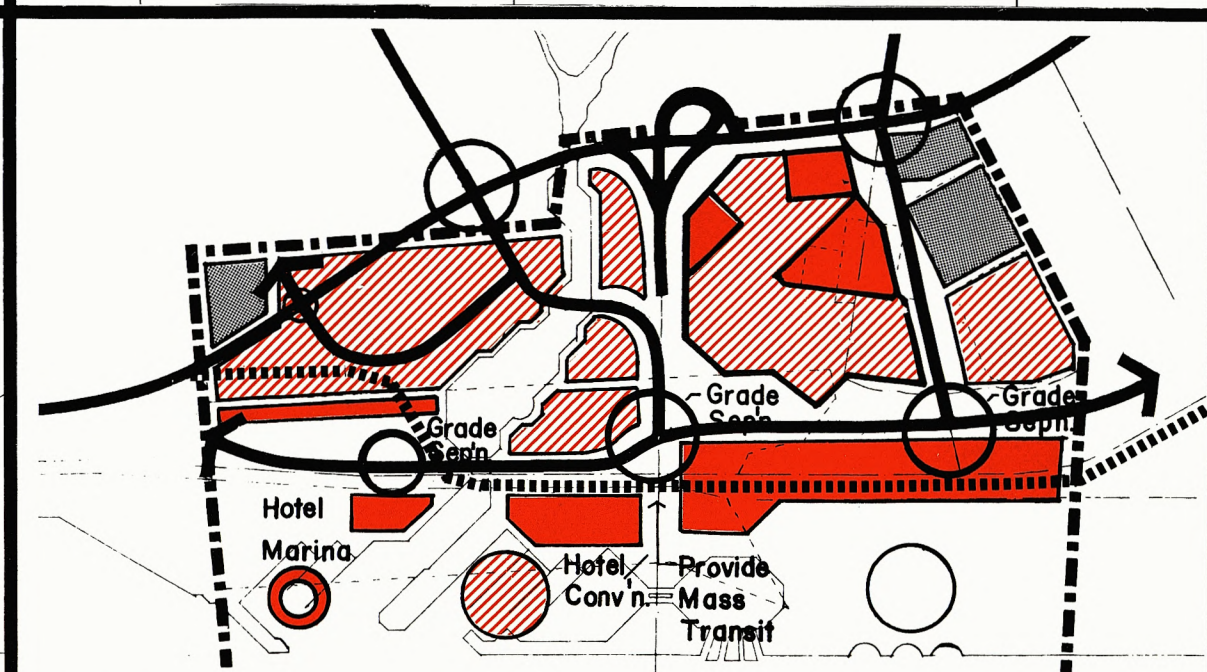 Grade
Sep'n
Grade
Sep'n.
Grade
Sep'n
Hotel
Marina
Hotel
Conv'n.
Provide
Mass
Transit